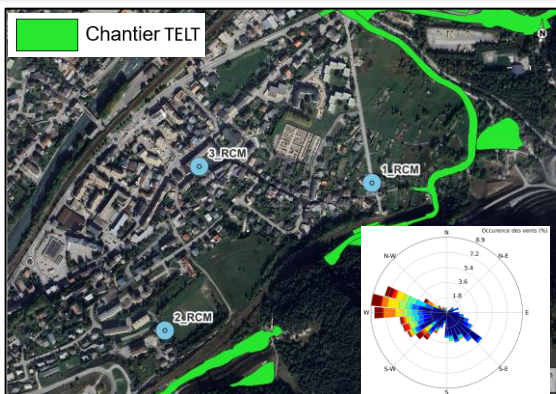 Chantier TELT
N
3_RCM
1_RCM
2_RCM
Occurence des vents (%)
N
8.9
7.2
5.4
3.6
1.8
N-W
N-E
W
E
S-W
S-E
S